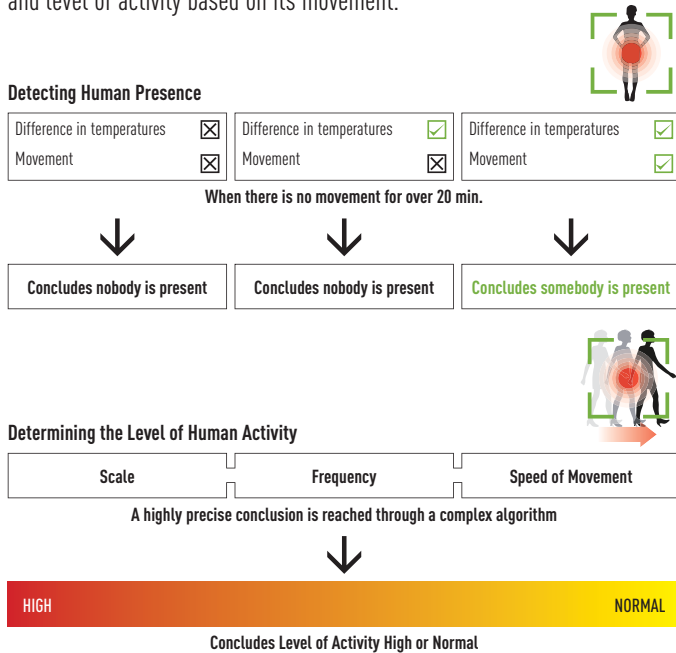 and level of activity based on its movement.
Detecting Human Presence
Difference in temperatures
Movement
Difference in temperatures
Movement
Difference in temperatures
Movement
When there is no movement for over 20 min.
Concludes nobody is present
Concludes nobody is present
Concludes somebody is present
Determining the Level of Human Activity
Scale
Frequency
Speed of Movement
A highly precise conclusion is reached through a complex algorithm
HIGH
NORMAL
Concludes Level of Activity High or Normal